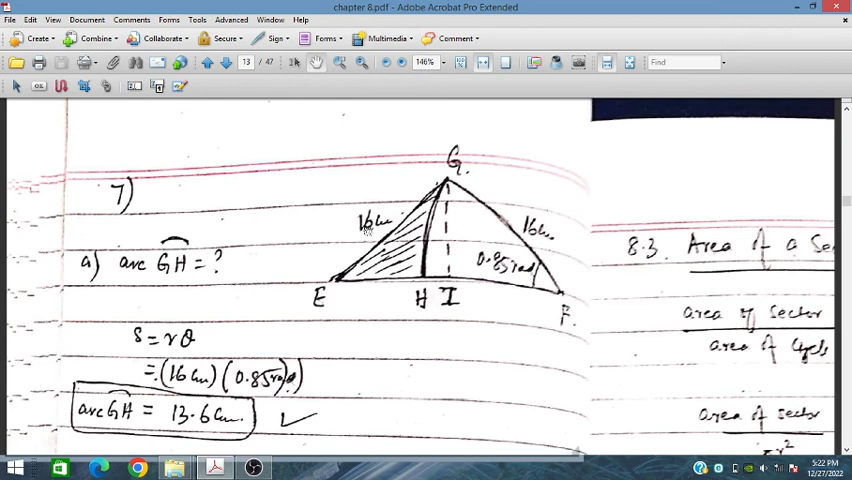 chapter 8.pdf - Adobe Acrobat Pro Extended
File Edit View Document Comments Forms Tools Advanced Window Help
Create Combine Collaborate Secure Sign Forms Multimedia Comment
13 / 47 146% Find
G.
7)
16cm
16cm
a) arc GH = ?
0.85rad
E H I F.
S = rθ
= (16cm) (0.85rad)
arc GH = 13.6cm. ✓
8.3. Area of a Se
area of sector
area of Cycle
area of sector
πr²
5:22 PM
12/27/2022